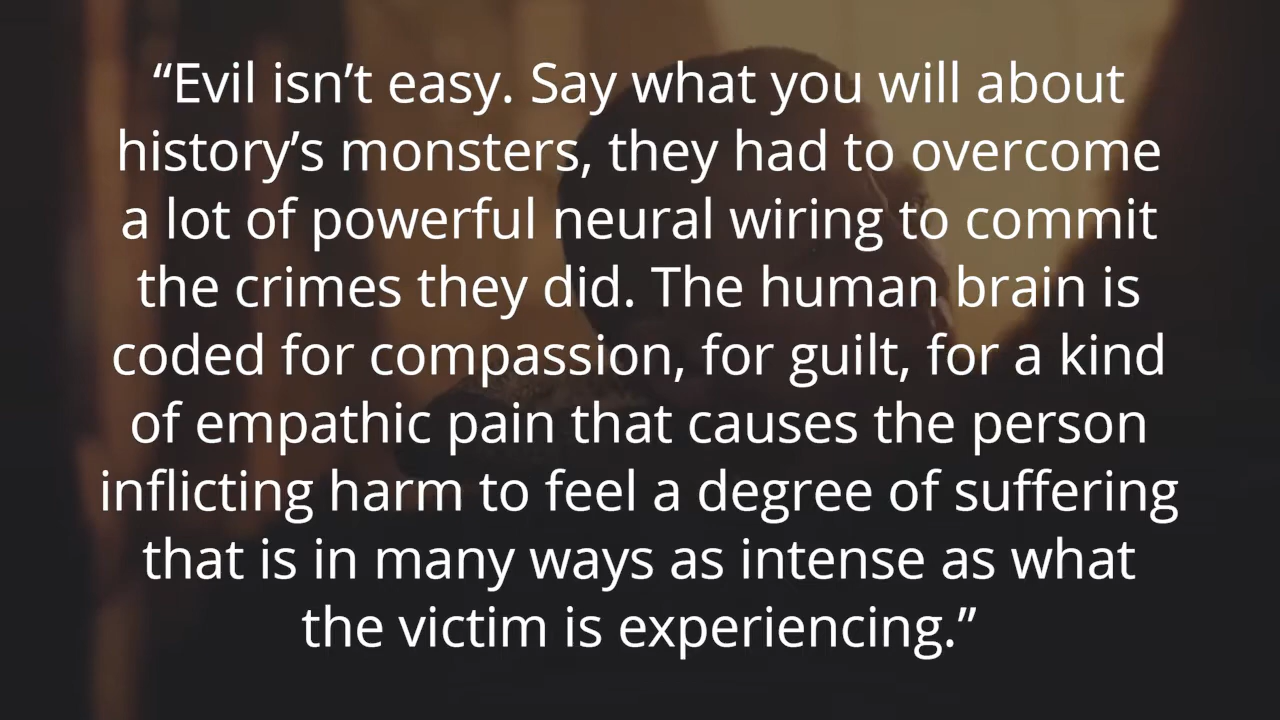 “Evil isn’t easy. Say what you will about
history’s monsters, they had to overcome
a lot of powerful neural wiring to commit
the crimes they did. The human brain is
coded for compassion, for guilt, for a kind
of empathic pain that causes the person
inflicting harm to feel a degree of suffering
that is in many ways as intense as what
the victim is experiencing.”